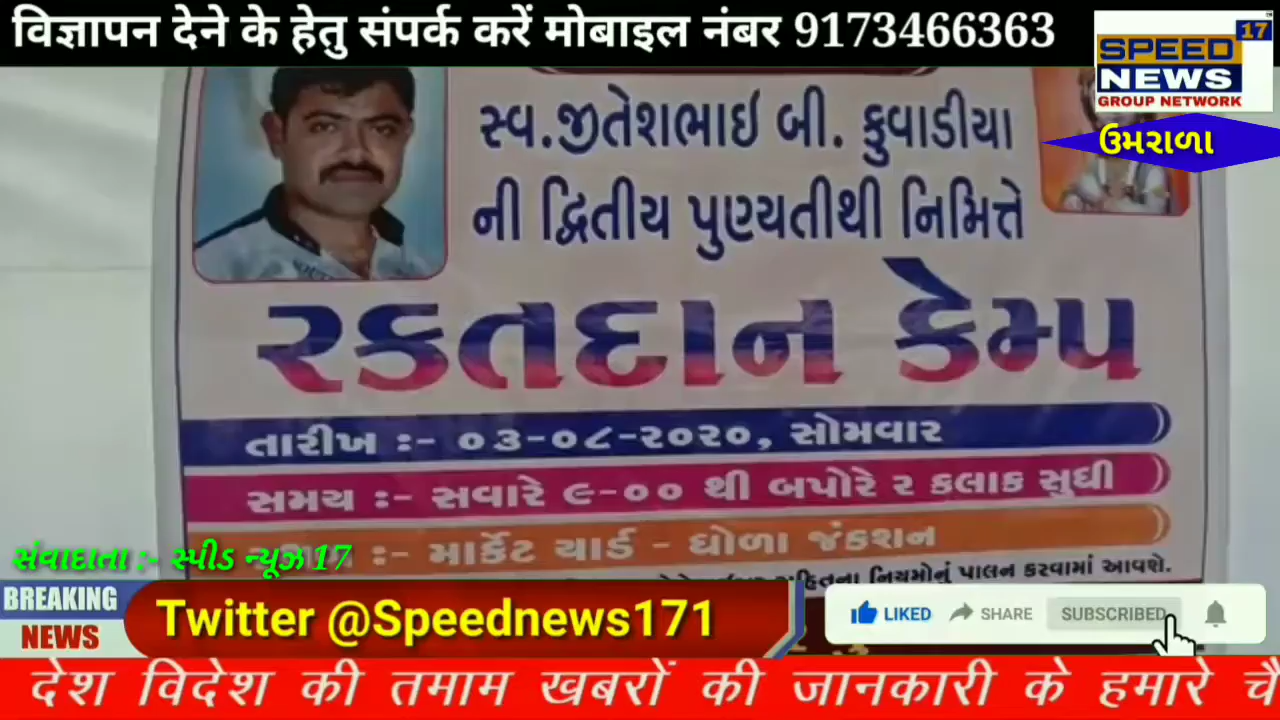 विज्ञापन देने के हेतु संपर्क करें मोबाइल नंबर 9173466363
SPEED 17
NEWS
GROUP NETWORK
ઉમરાળા
સ્વ.જીતેશભાઇ બી. કુવાડીયા
ની દ્વિતીય પુણ્યતીથી નિમિત્તે
રક્તદાન કેમ્પ
તારીખ :- ૦૩-૦૮-૨૦૨૦, સોમવાર
સમય :- સવારે ૯-૦૦ થી બપોરે ૨ કલાક સુધી
:- માર્કેટ યાર્ડ - ધોળા જંકશન
નિયમોનું પાલન કરવામાં આવશે.
સંવાદાતા :- સ્પીડ ન્યૂઝ 17
BREAKING
NEWS
Twitter @Speednews171
LIKED SHARE SUBSCRIBED
देश विदेश की तमाम खबरों की जानकारी के हमारे